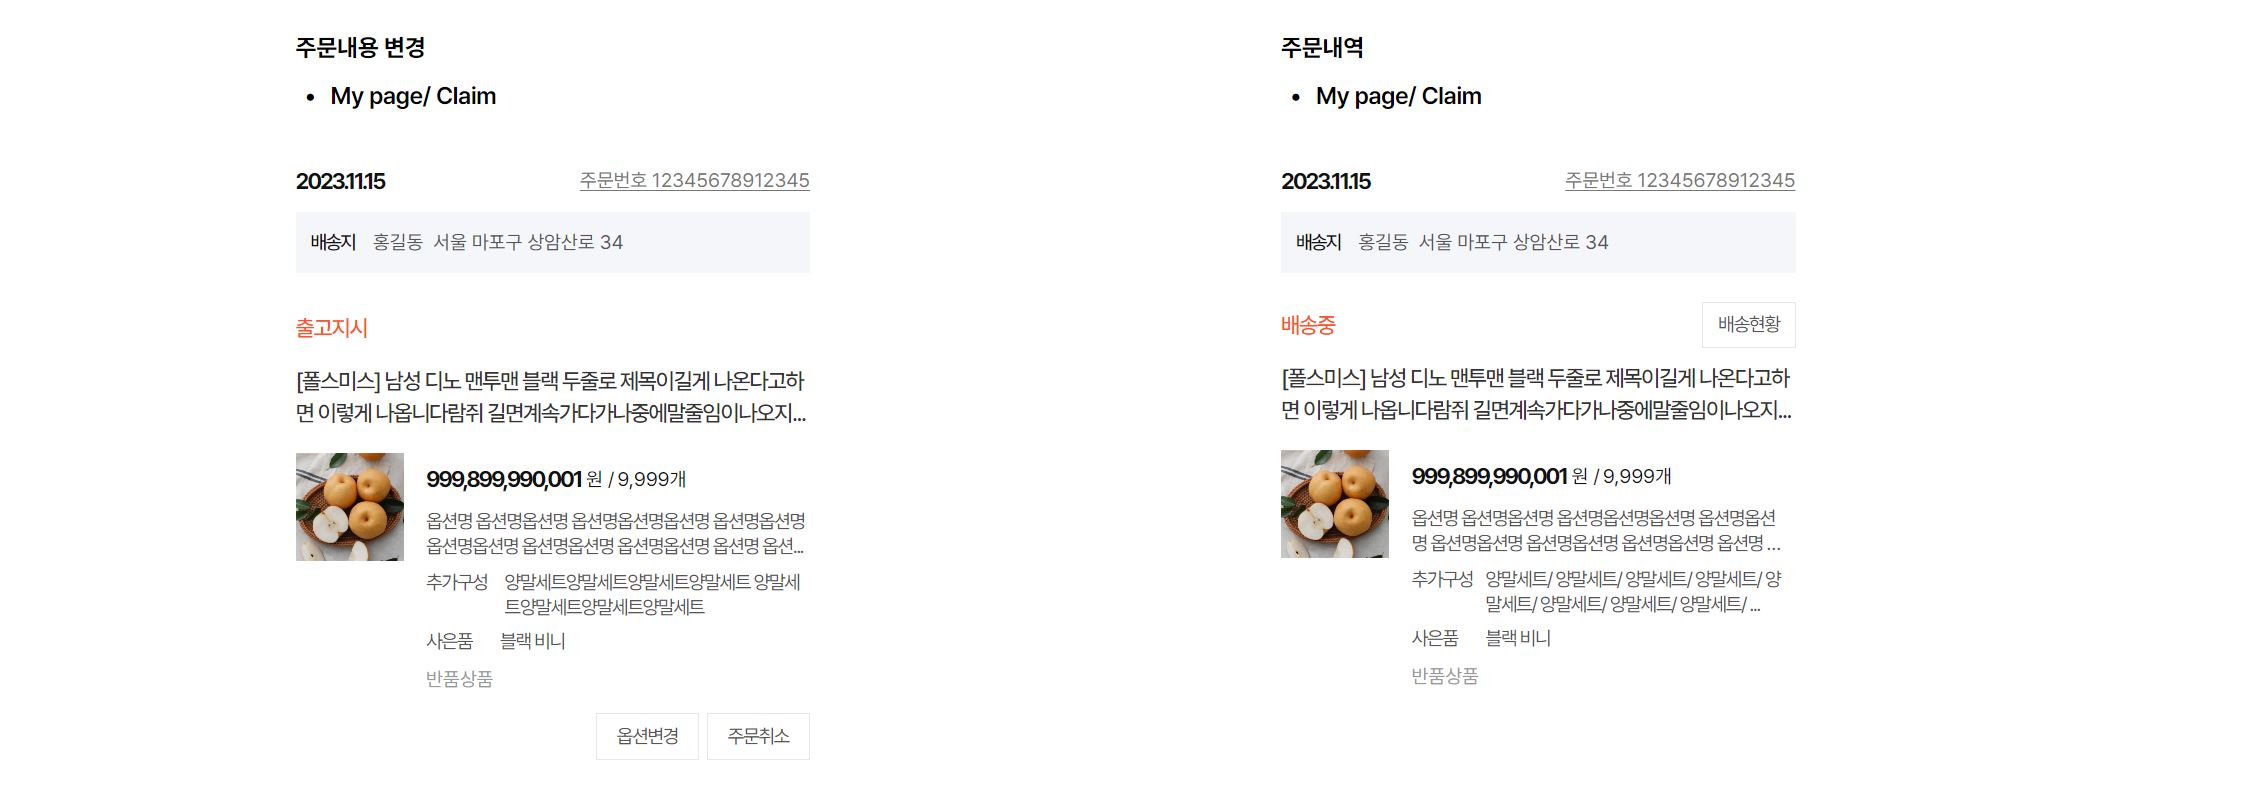 주문내용 변경
• My page/ Claim
2023.11.15
주문번호 12345678912345
배송지 홍길동 서울 마포구 상암산로 34
출고지시
[폴스미스] 남성 디노 맨투맨 블랙 두줄로 제목이길게 나온다고하
면 이렇게 나옵니다람쥐 길면계속가다가나중에말줄임이나오지...
999,899,990,001 원 / 9,999개
옵션명 옵션명옵션명 옵션명옵션명옵션명 옵션명옵션명
옵션명옵션명 옵션명옵션명 옵션명옵션명 옵션명 옵션...
추가구성 양말세트양말세트양말세트양말세트 양말세
트양말세트양말세트양말세트
사은품 블랙 비니
반품상품
옵션변경
주문취소
주문내역
• My page/ Claim
2023.11.15
주문번호 12345678912345
배송지 홍길동 서울 마포구 상암산로 34
배송중
배송현황
[폴스미스] 남성 디노 맨투맨 블랙 두줄로 제목이길게 나온다고하
면 이렇게 나옵니다람쥐 길면계속가다가나중에말줄임이나오지...
999,899,990,001 원 / 9,999개
옵션명 옵션명옵션명 옵션명옵션명옵션명 옵션명옵션
명 옵션명옵션명 옵션명옵션명 옵션명옵션명 옵션명 ...
추가구성 양말세트/ 양말세트/ 양말세트/ 양말세트/ 양
말세트/ 양말세트/ 양말세트/ 양말세트/ ...
사은품 블랙 비니
반품상품